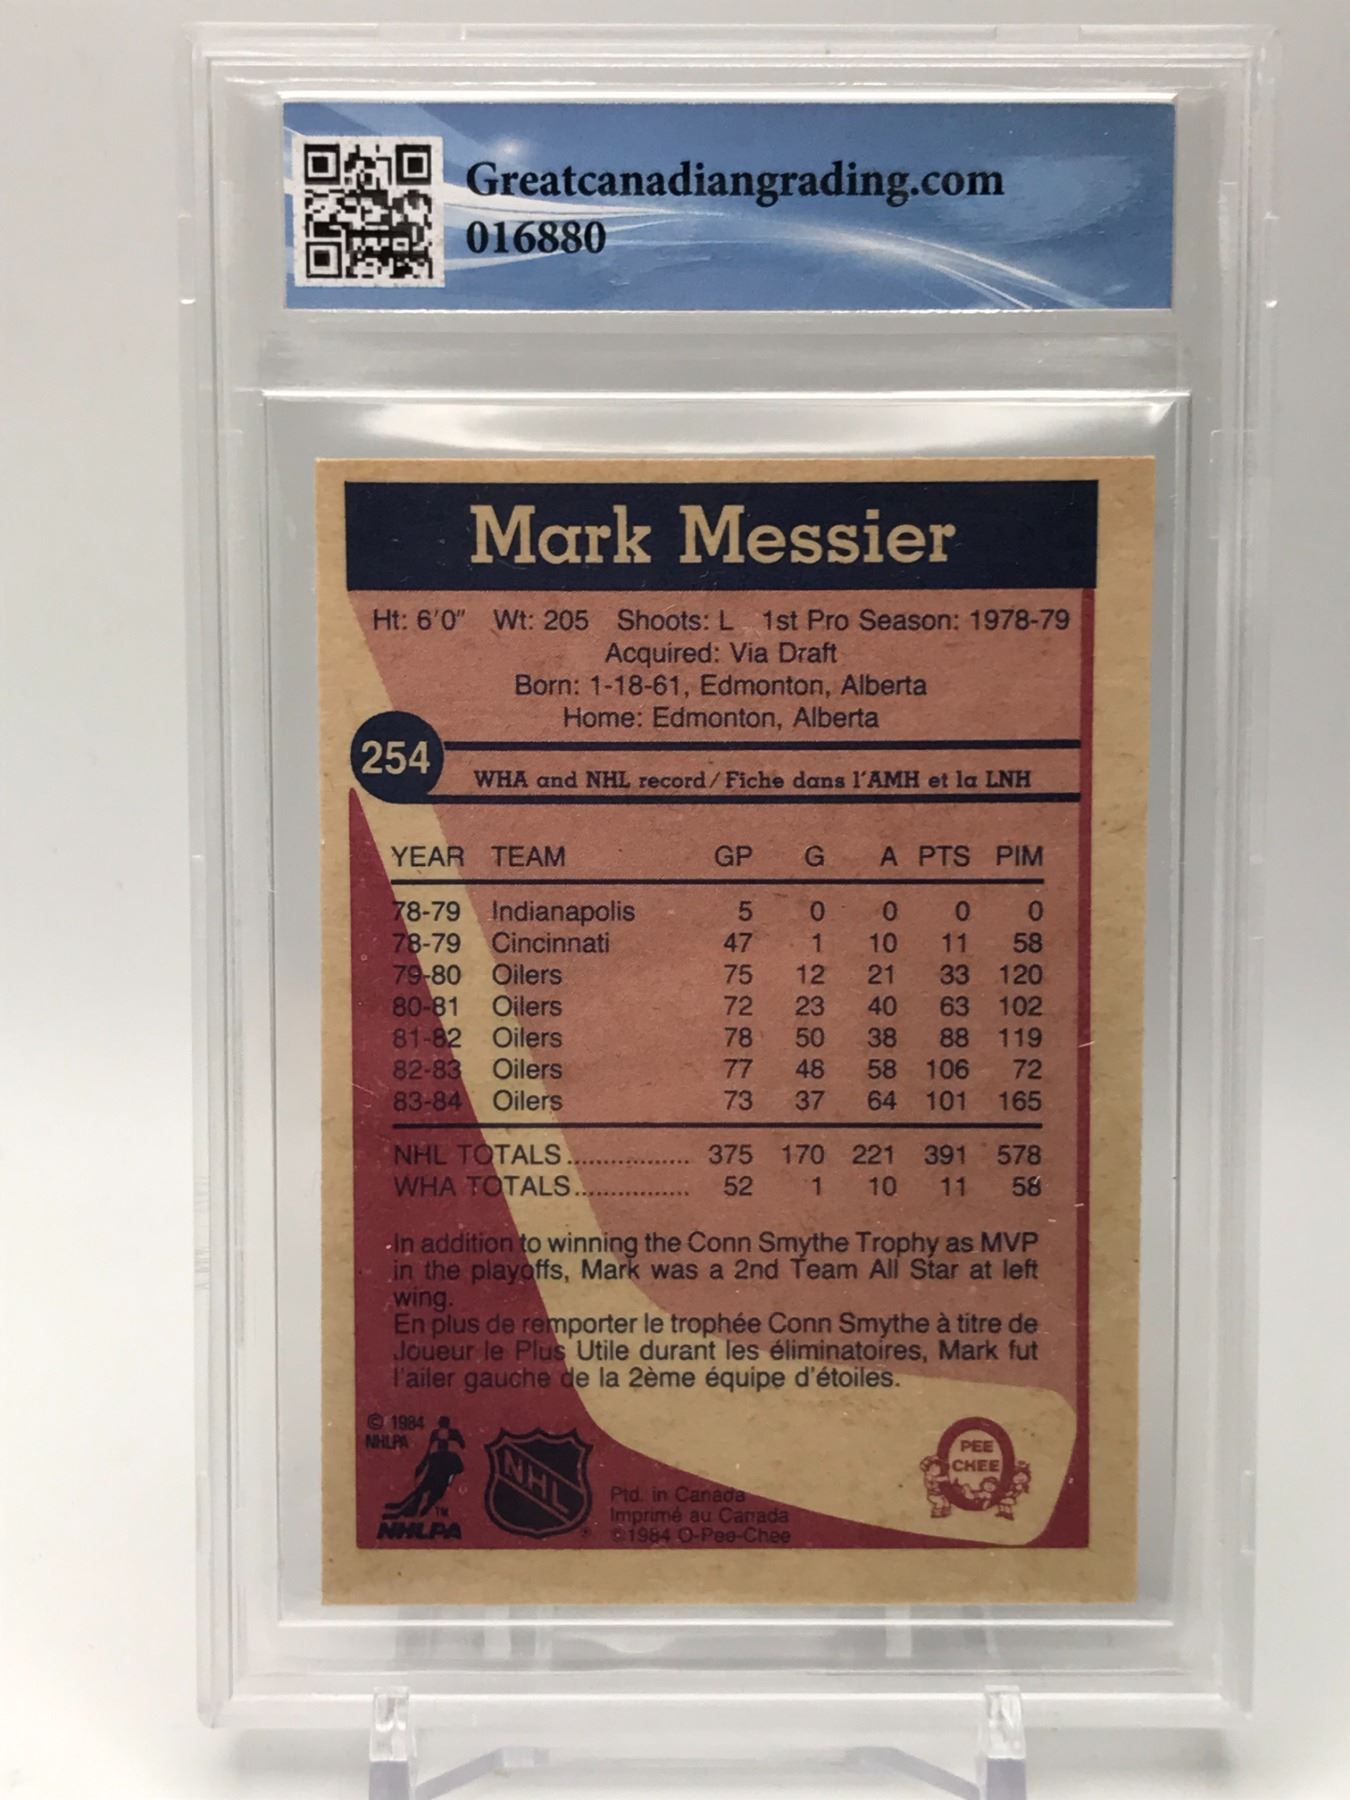 Greatcanadiangrading.com
016880
Mark Messier
Ht: 6'0" Wt: 205 Shoots: L 1st Pro Season: 1978-79
Acquired: Via Draft
Born: 1-18-61, Edmonton, Alberta
Home: Edmonton, Alberta
254
WHA and NHL record/Fiche dans l'AMH et la LNH
YEAR TEAM GP G A PTS PIM
78-79 Indianapolis 5 0 0 0 0
78-79 Cincinnati 47 1 10 11 58
79-80 Oilers 75 12 21 33 120
80-81 Oilers 72 23 40 63 102
81-82 Oilers 78 50 38 88 119
82-83 Oilers 77 48 58 106 72
83-84 Oilers 73 37 64 101 165
NHL TOTALS................. 375 170 221 391 578
WHA TOTALS................ 52 1 10 11 58
In addition to winning the Conn Smythe Trophy as MVP
in the playoffs, Mark was a 2nd Team All Star at left
wing.
En plus de remporter le trophée Conn Smythe à titre de
Joueur le Plus Utile durant les éliminatoires, Mark fut
l'ailer gauche de la 2ème équipe d'étoiles.
© 1984
NHLPA
TM
NHLPA
NHL
®
Ptd. in Canada
Imprimé au Canada
©1984 O-Pee-Chee
O
PEE
CHEE